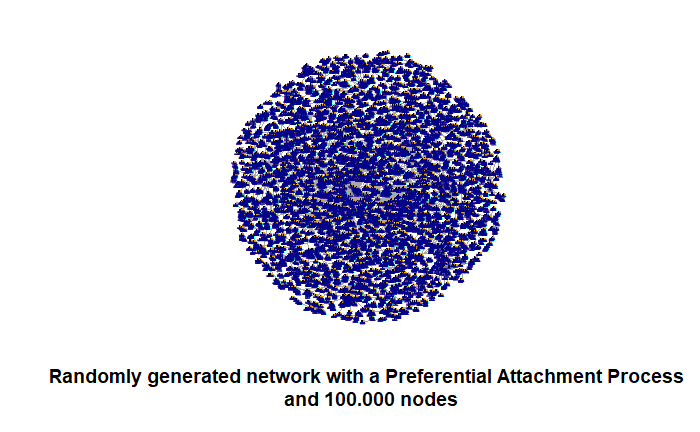 Randomly generated network with a Preferential Attachment Process
and 100.000 nodes